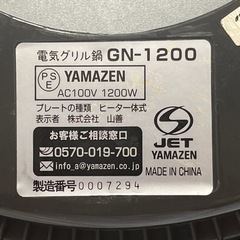 電気グリル鍋 GN-1200
PSE YAMAZEN
AC100V 1200W
プレートの種類 ヒーター体式
表示者 株式会社 山善
お客様ご相談窓口
0570-019-700
info_a@yamazen.co.jp
製造番号 0007294
S JET
YAMAZEN
MADE IN CHINA